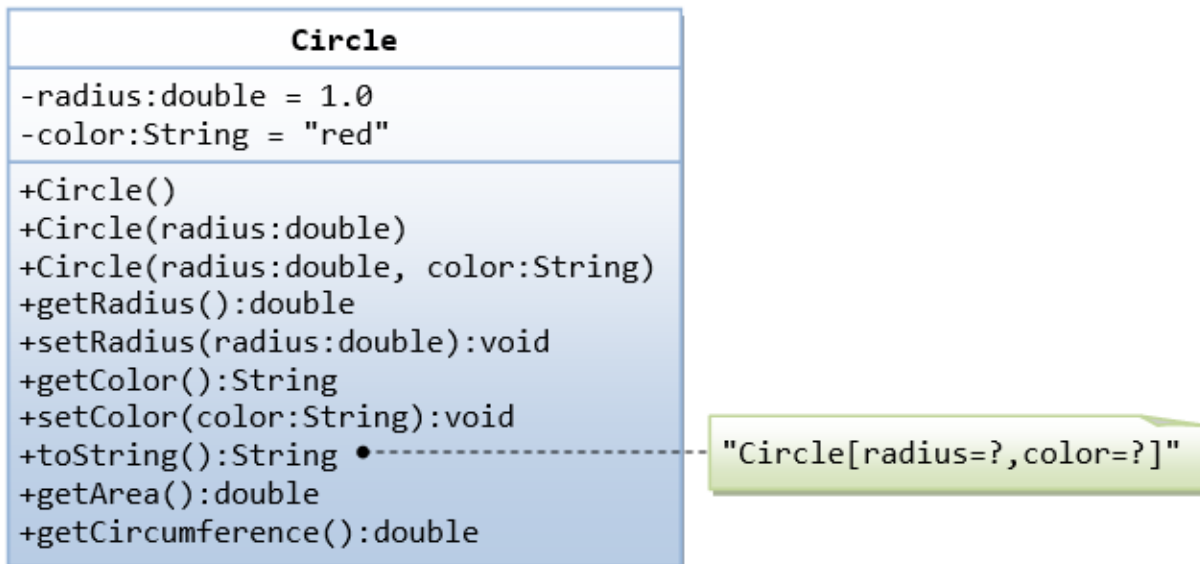 Circle
-radius:double = 1.0
-color:String = "red"
+Circle()
+Circle(radius:double)
+Circle(radius:double, color:String)
+getRadius():double
+setRadius(radius:double):void
+getColor():String
+setColor(color:String):void
+toString():String
"Circle[radius=?,color=?]"
+getArea():double
+getCircumference():double